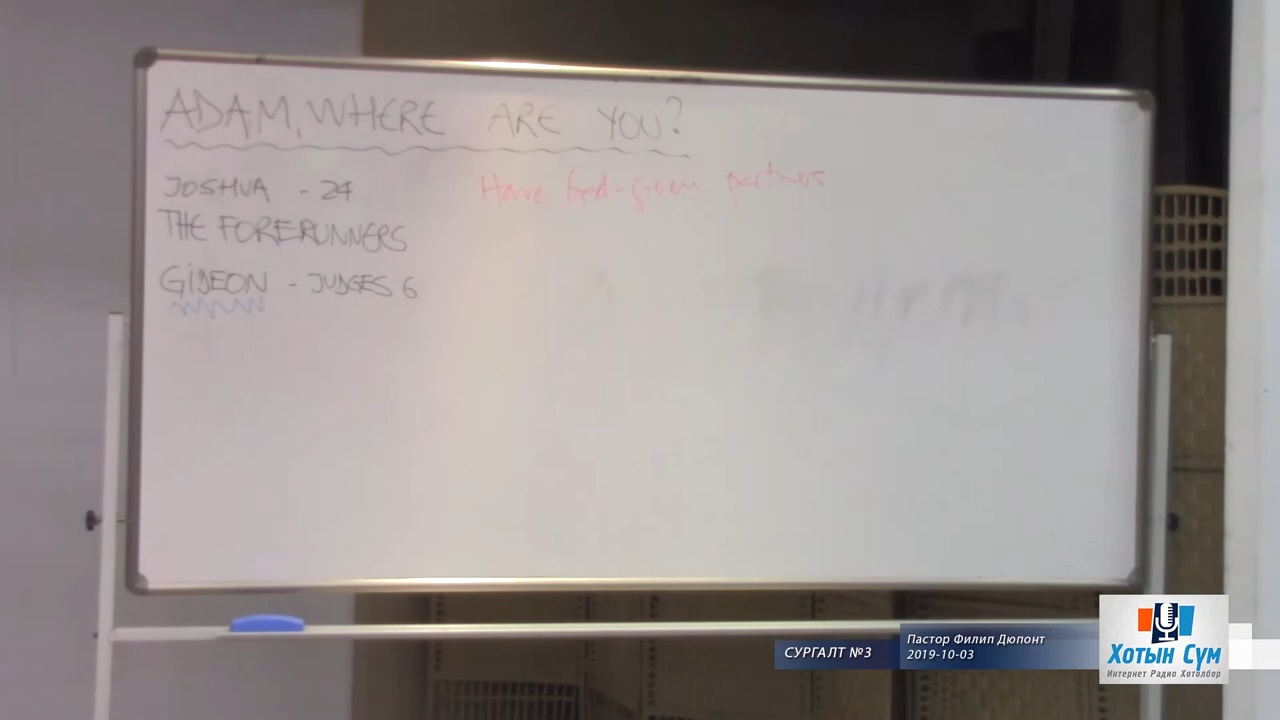 ADAM, WHERE ARE YOU?
JOSHUA - 24
Have God-given partners
THE FORERUNNERS
GiDEON - JUDGES 6
СУРГАЛТ №3
Пастор Филип Дюпонт
2019-10-03
Хотын Сүм
Интернет Радио Хөтөлбөр